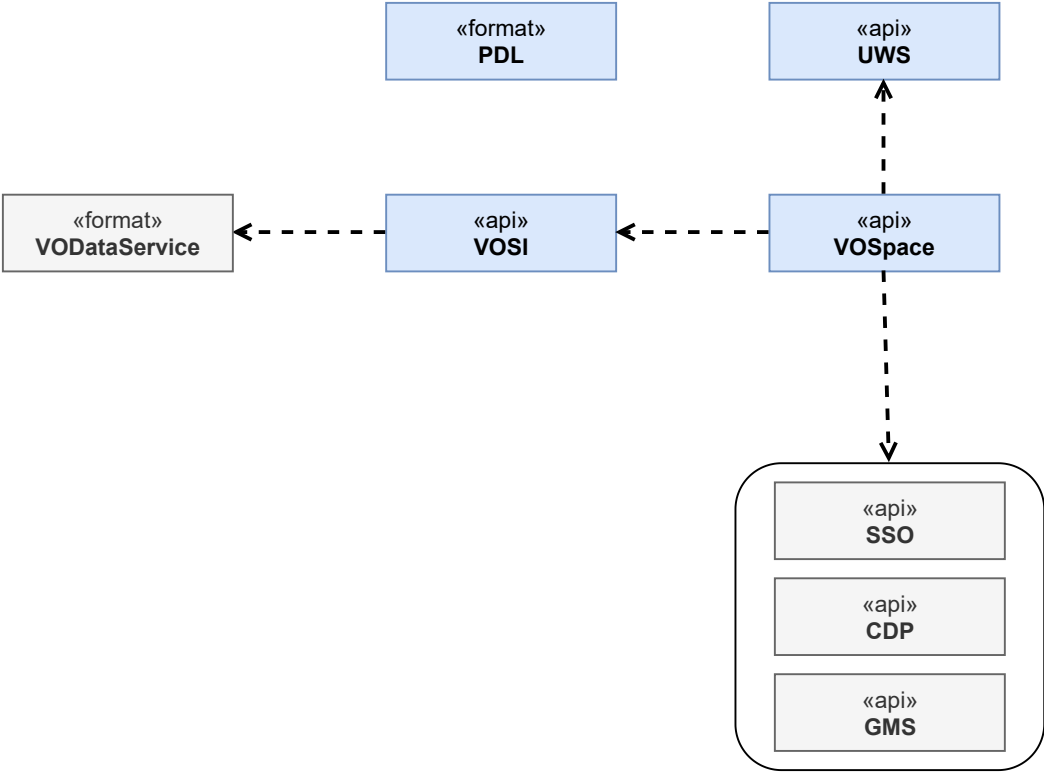 «format»
PDL
«api»
UWS
«format»
VODataService
«api»
VOSI
«api»
VOSpace
«api»
SSO
«api»
CDP
«api»
GMS